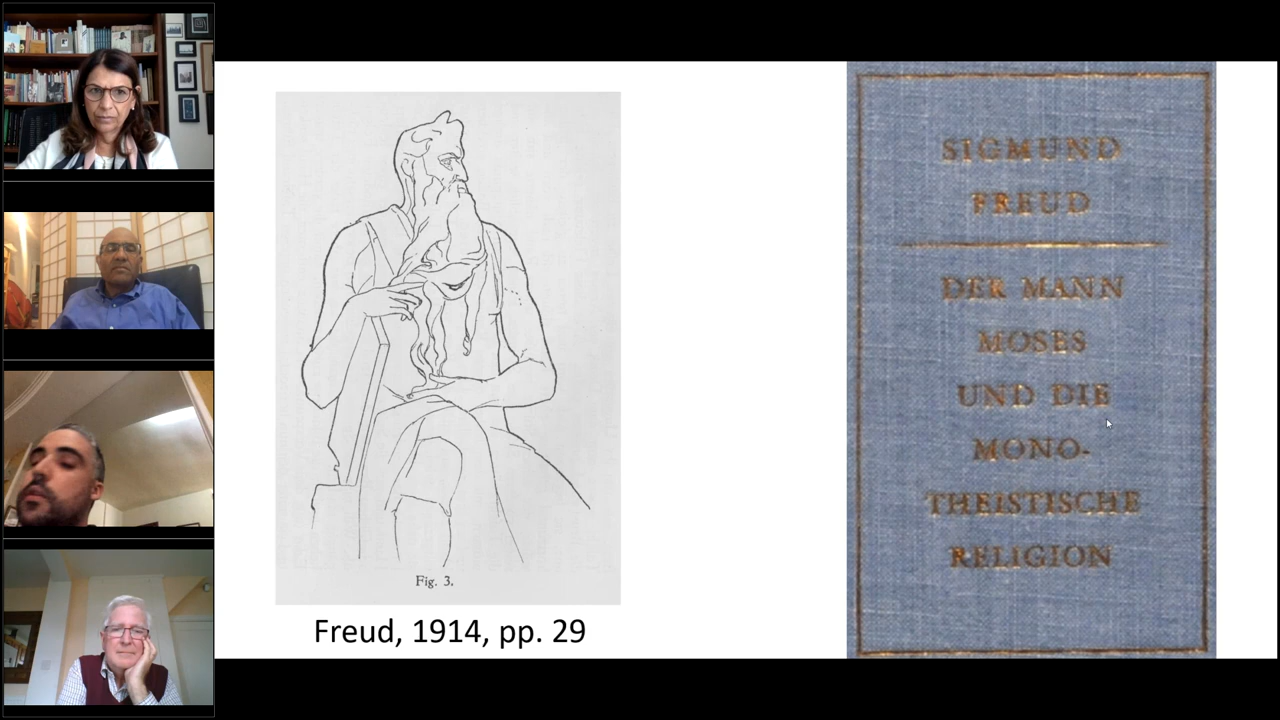 Fig. 3.
Freud, 1914, pp. 29
SIGMUND
FREUD
DER MANN
MOSES
UND DIE
MONO-
THEISTISCHE
RELIGION